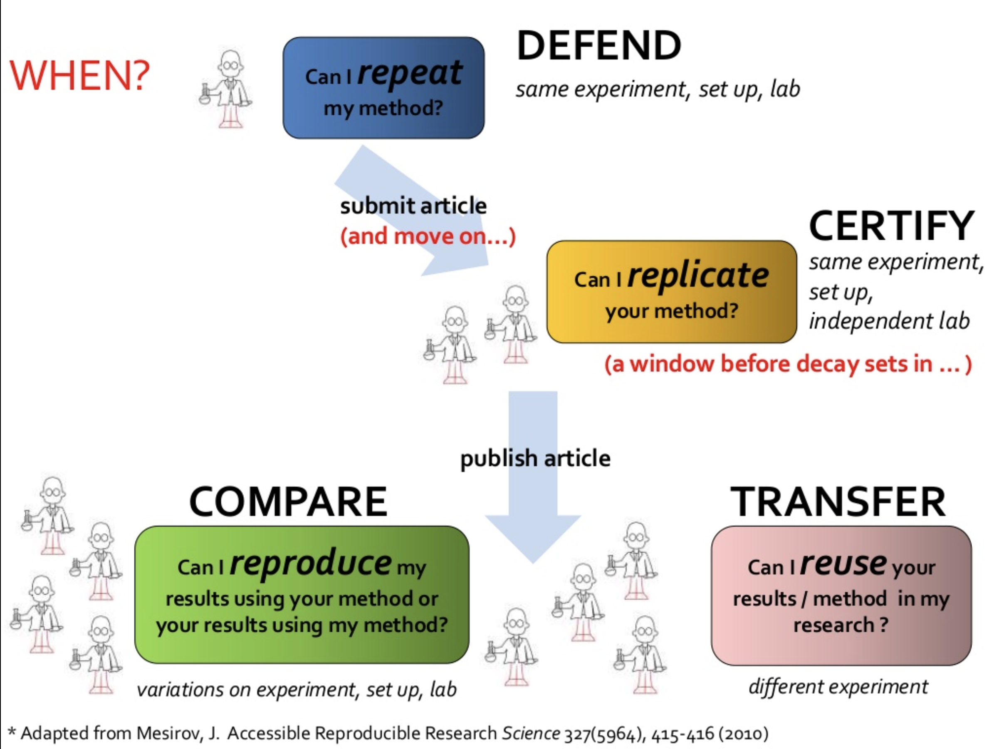 WHEN?
Can I repeat
my method?
DEFEND
same experiment, set up, lab
submit article
(and move on...)
Can I replicate
your method?
CERTIFY
same experiment,
set up,
independent lab
(a window before decay sets in ... )
publish article
COMPARE
Can I reproduce my
results using your method or
your results using my method?
variations on experiment, set up, lab
TRANSFER
Can I reuse your
results / method in my
research ?
different experiment
* Adapted from Mesirov, J. Accessible Reproducible Research Science 327(5964), 415-416 (2010)